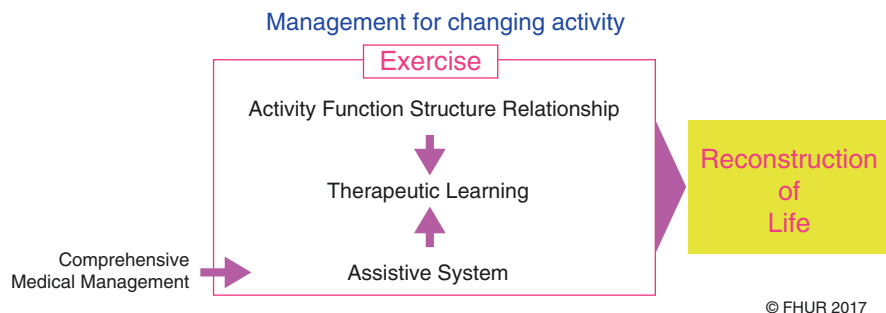 Management for changing activity
Exercise
Activity Function Structure Relationship
Therapeutic Learning
Assistive System
Comprehensive
Medical Management
Reconstruction
of
Life
© FHUR 2017